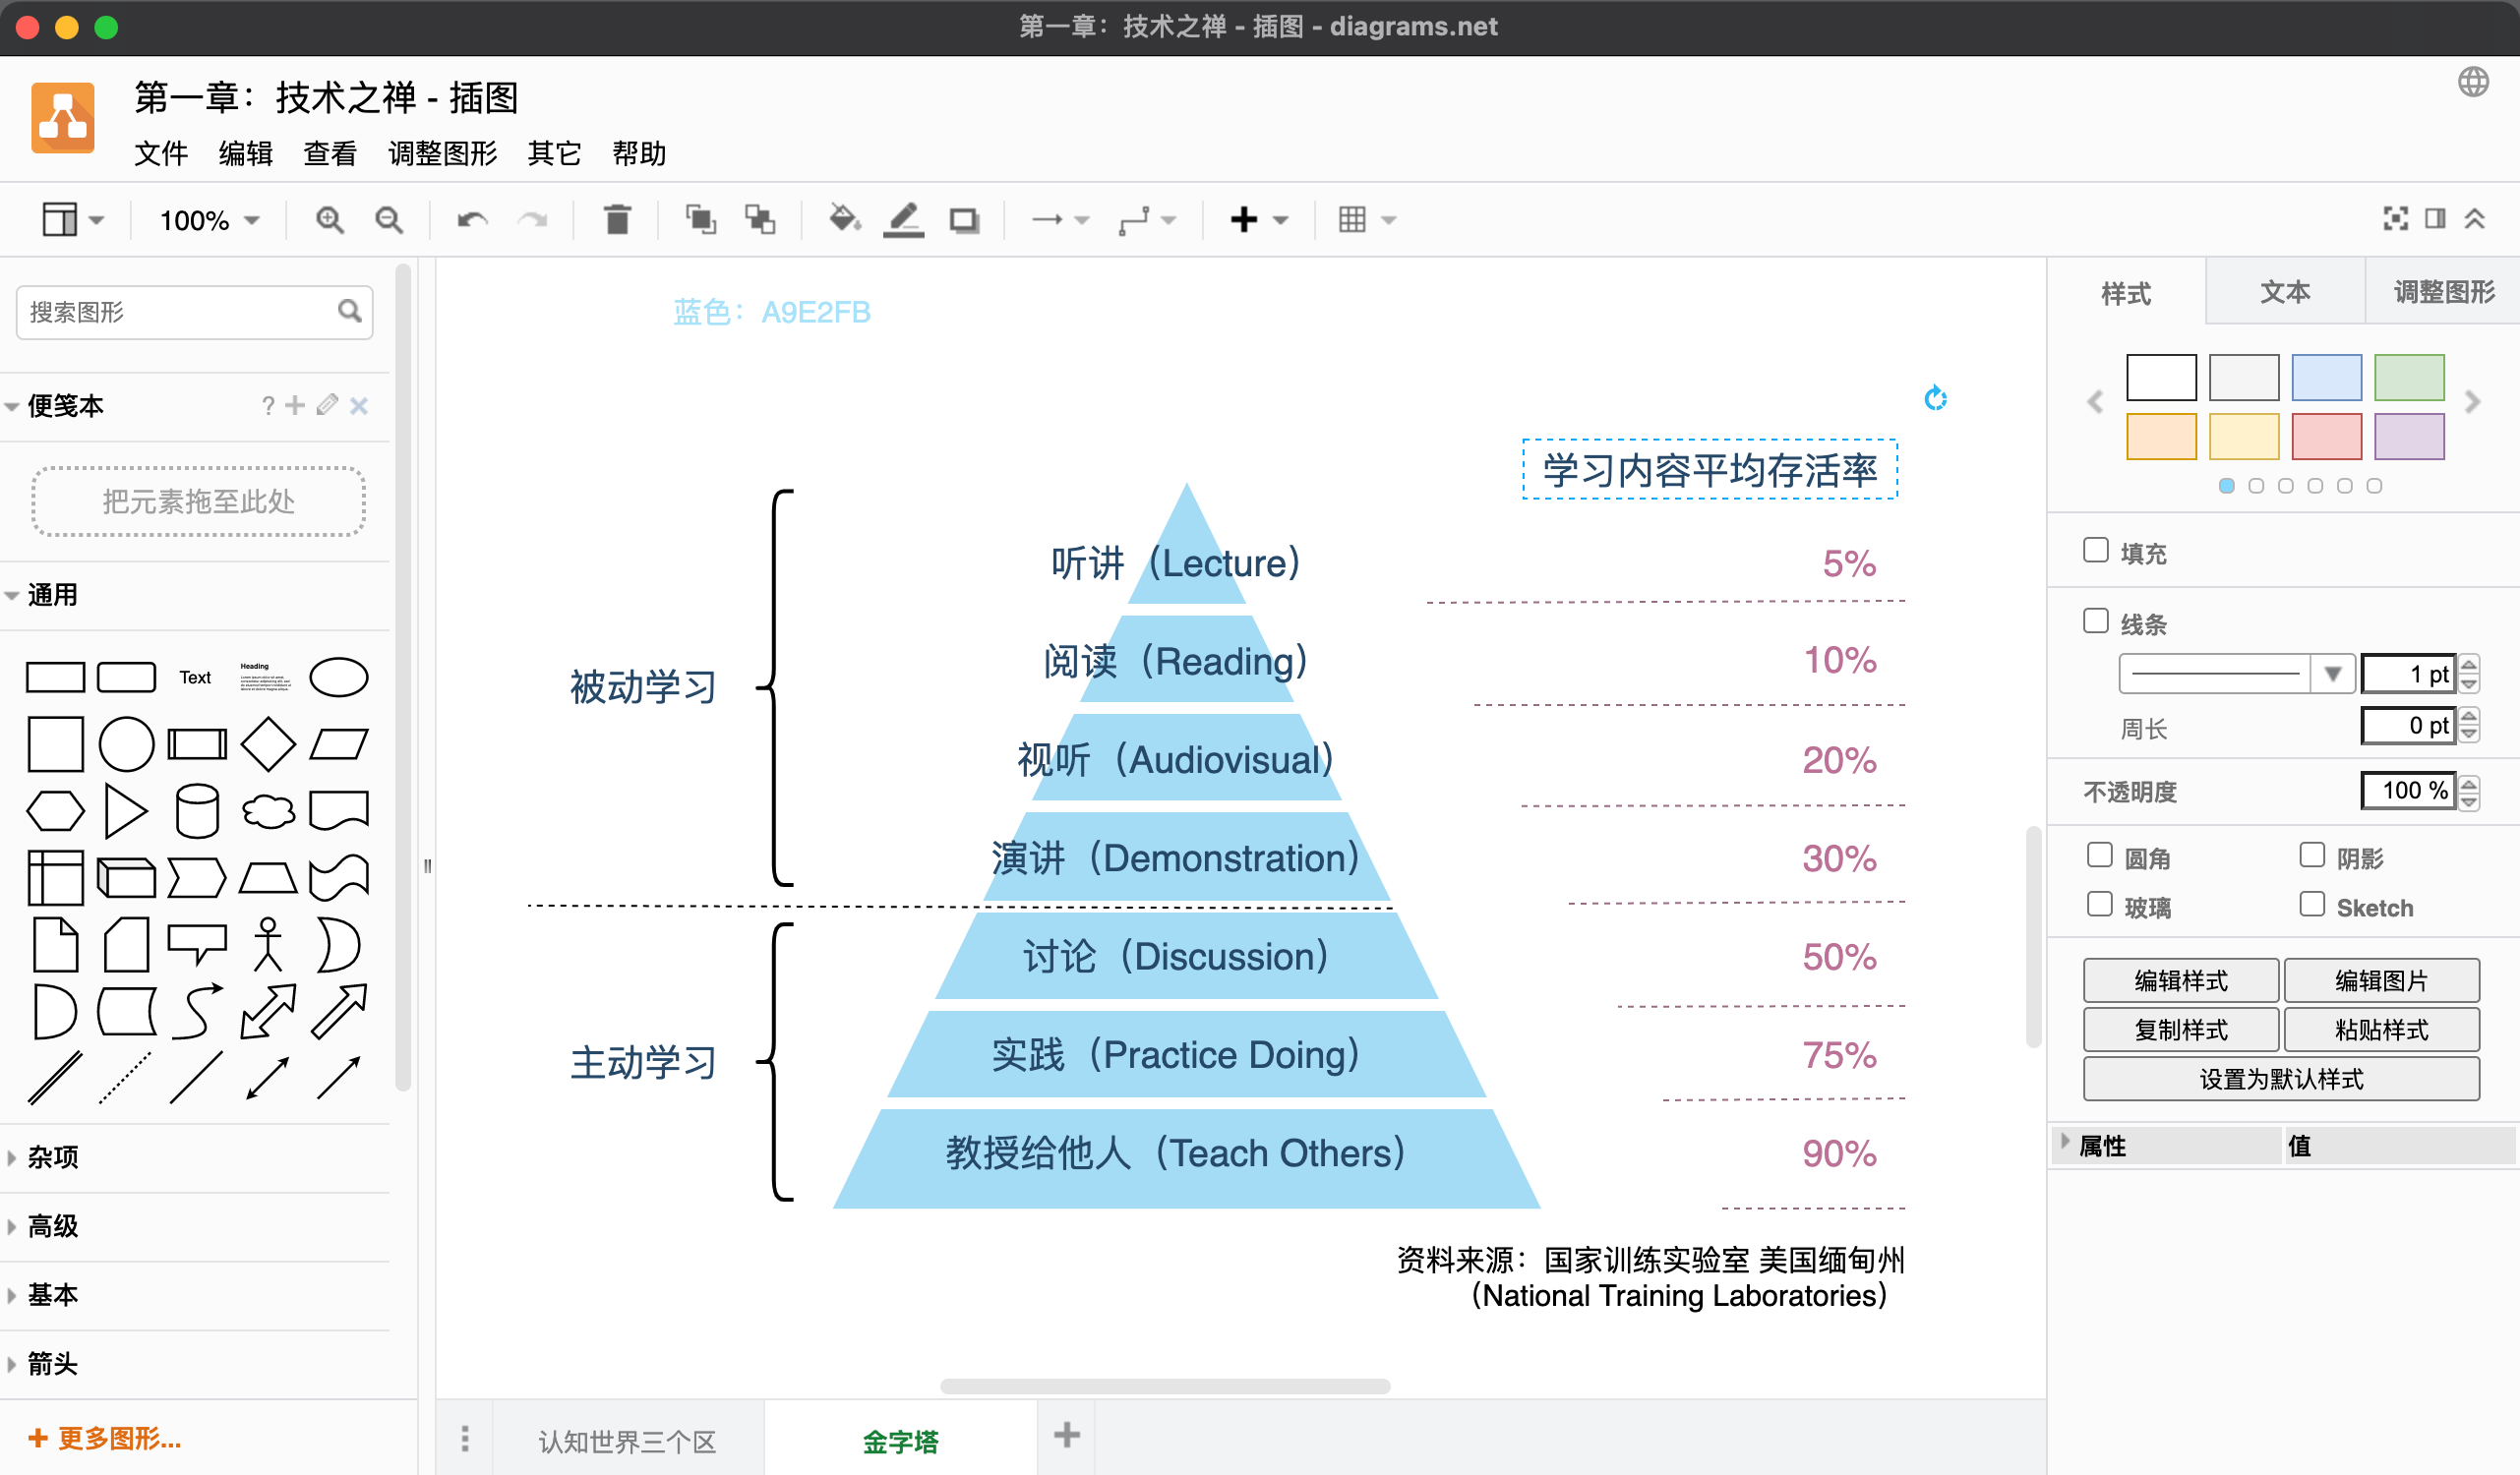 第一章：技术之禅 - 插图 - diagrams.net
第一章：技术之禅 - 插图
文件 编辑 查看 调整图形 其它 帮助
100%
搜索图形
便笺本
?
把元素拖至此处
通用
Text
Heading
杂项
高级
基本
箭头
更多图形...
蓝色：A9E2FB
学习内容平均存活率
听讲（Lecture） 5%
阅读（Reading） 10%
被动学习
视听（Audiovisual） 20%
演讲（Demonstration） 30%
讨论（Discussion） 50%
实践（Practice Doing） 75%
主动学习
教授给他人（Teach Others） 90%
资料来源：国家训练实验室 美国缅甸州
（National Training Laboratories）
认知世界三个区 金字塔
样式 文本 调整图形
填充
线条
1 pt
周长 0 pt
不透明度 100 %
圆角 阴影
玻璃 Sketch
编辑样式 编辑图片
复制样式 粘贴样式
设置为默认样式
属性 值